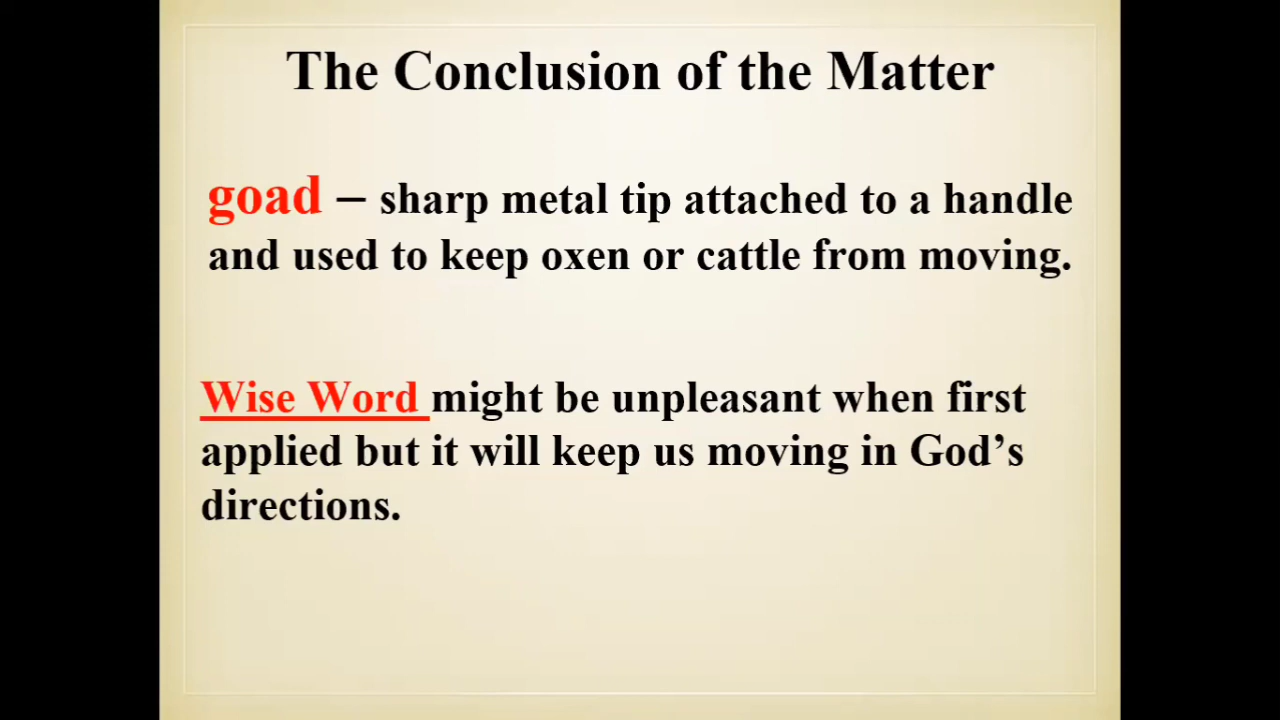 The Conclusion of the Matter
goad – sharp metal tip attached to a handle
and used to keep oxen or cattle from moving.
Wise Word might be unpleasant when first
applied but it will keep us moving in God’s
directions.